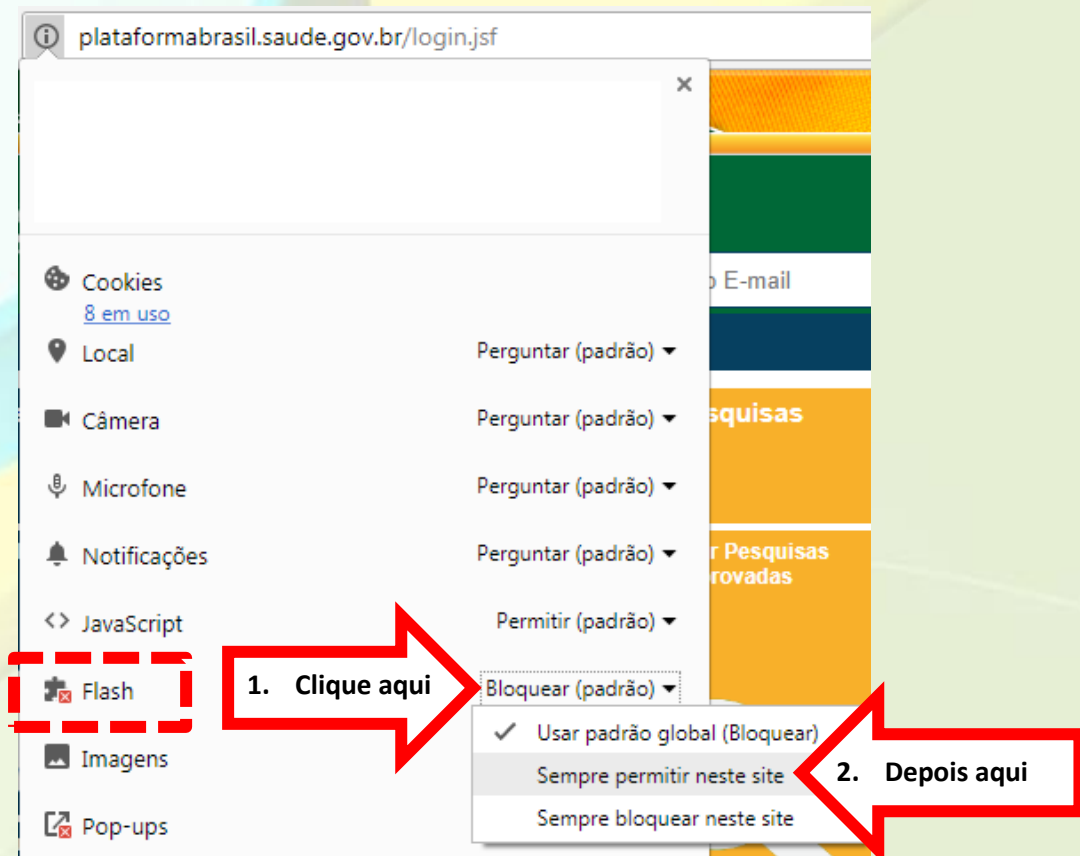 plataformabrasil.saude.gov.br/login.jsf
×
Cookies
8 em uso
o E-mail
Local Perguntar (padrão)
Câmera Perguntar (padrão)
squisas
Microfone Perguntar (padrão)
Notificações Perguntar (padrão)
r Pesquisas
rovadas
JavaScript Permitir (padrão)
Flash 1. Clique aqui Bloquear (padrão)
Usar padrão global (Bloquear)
Sempre permitir neste site 2. Depois aqui
Sempre bloquear neste site
Imagens
Pop-ups